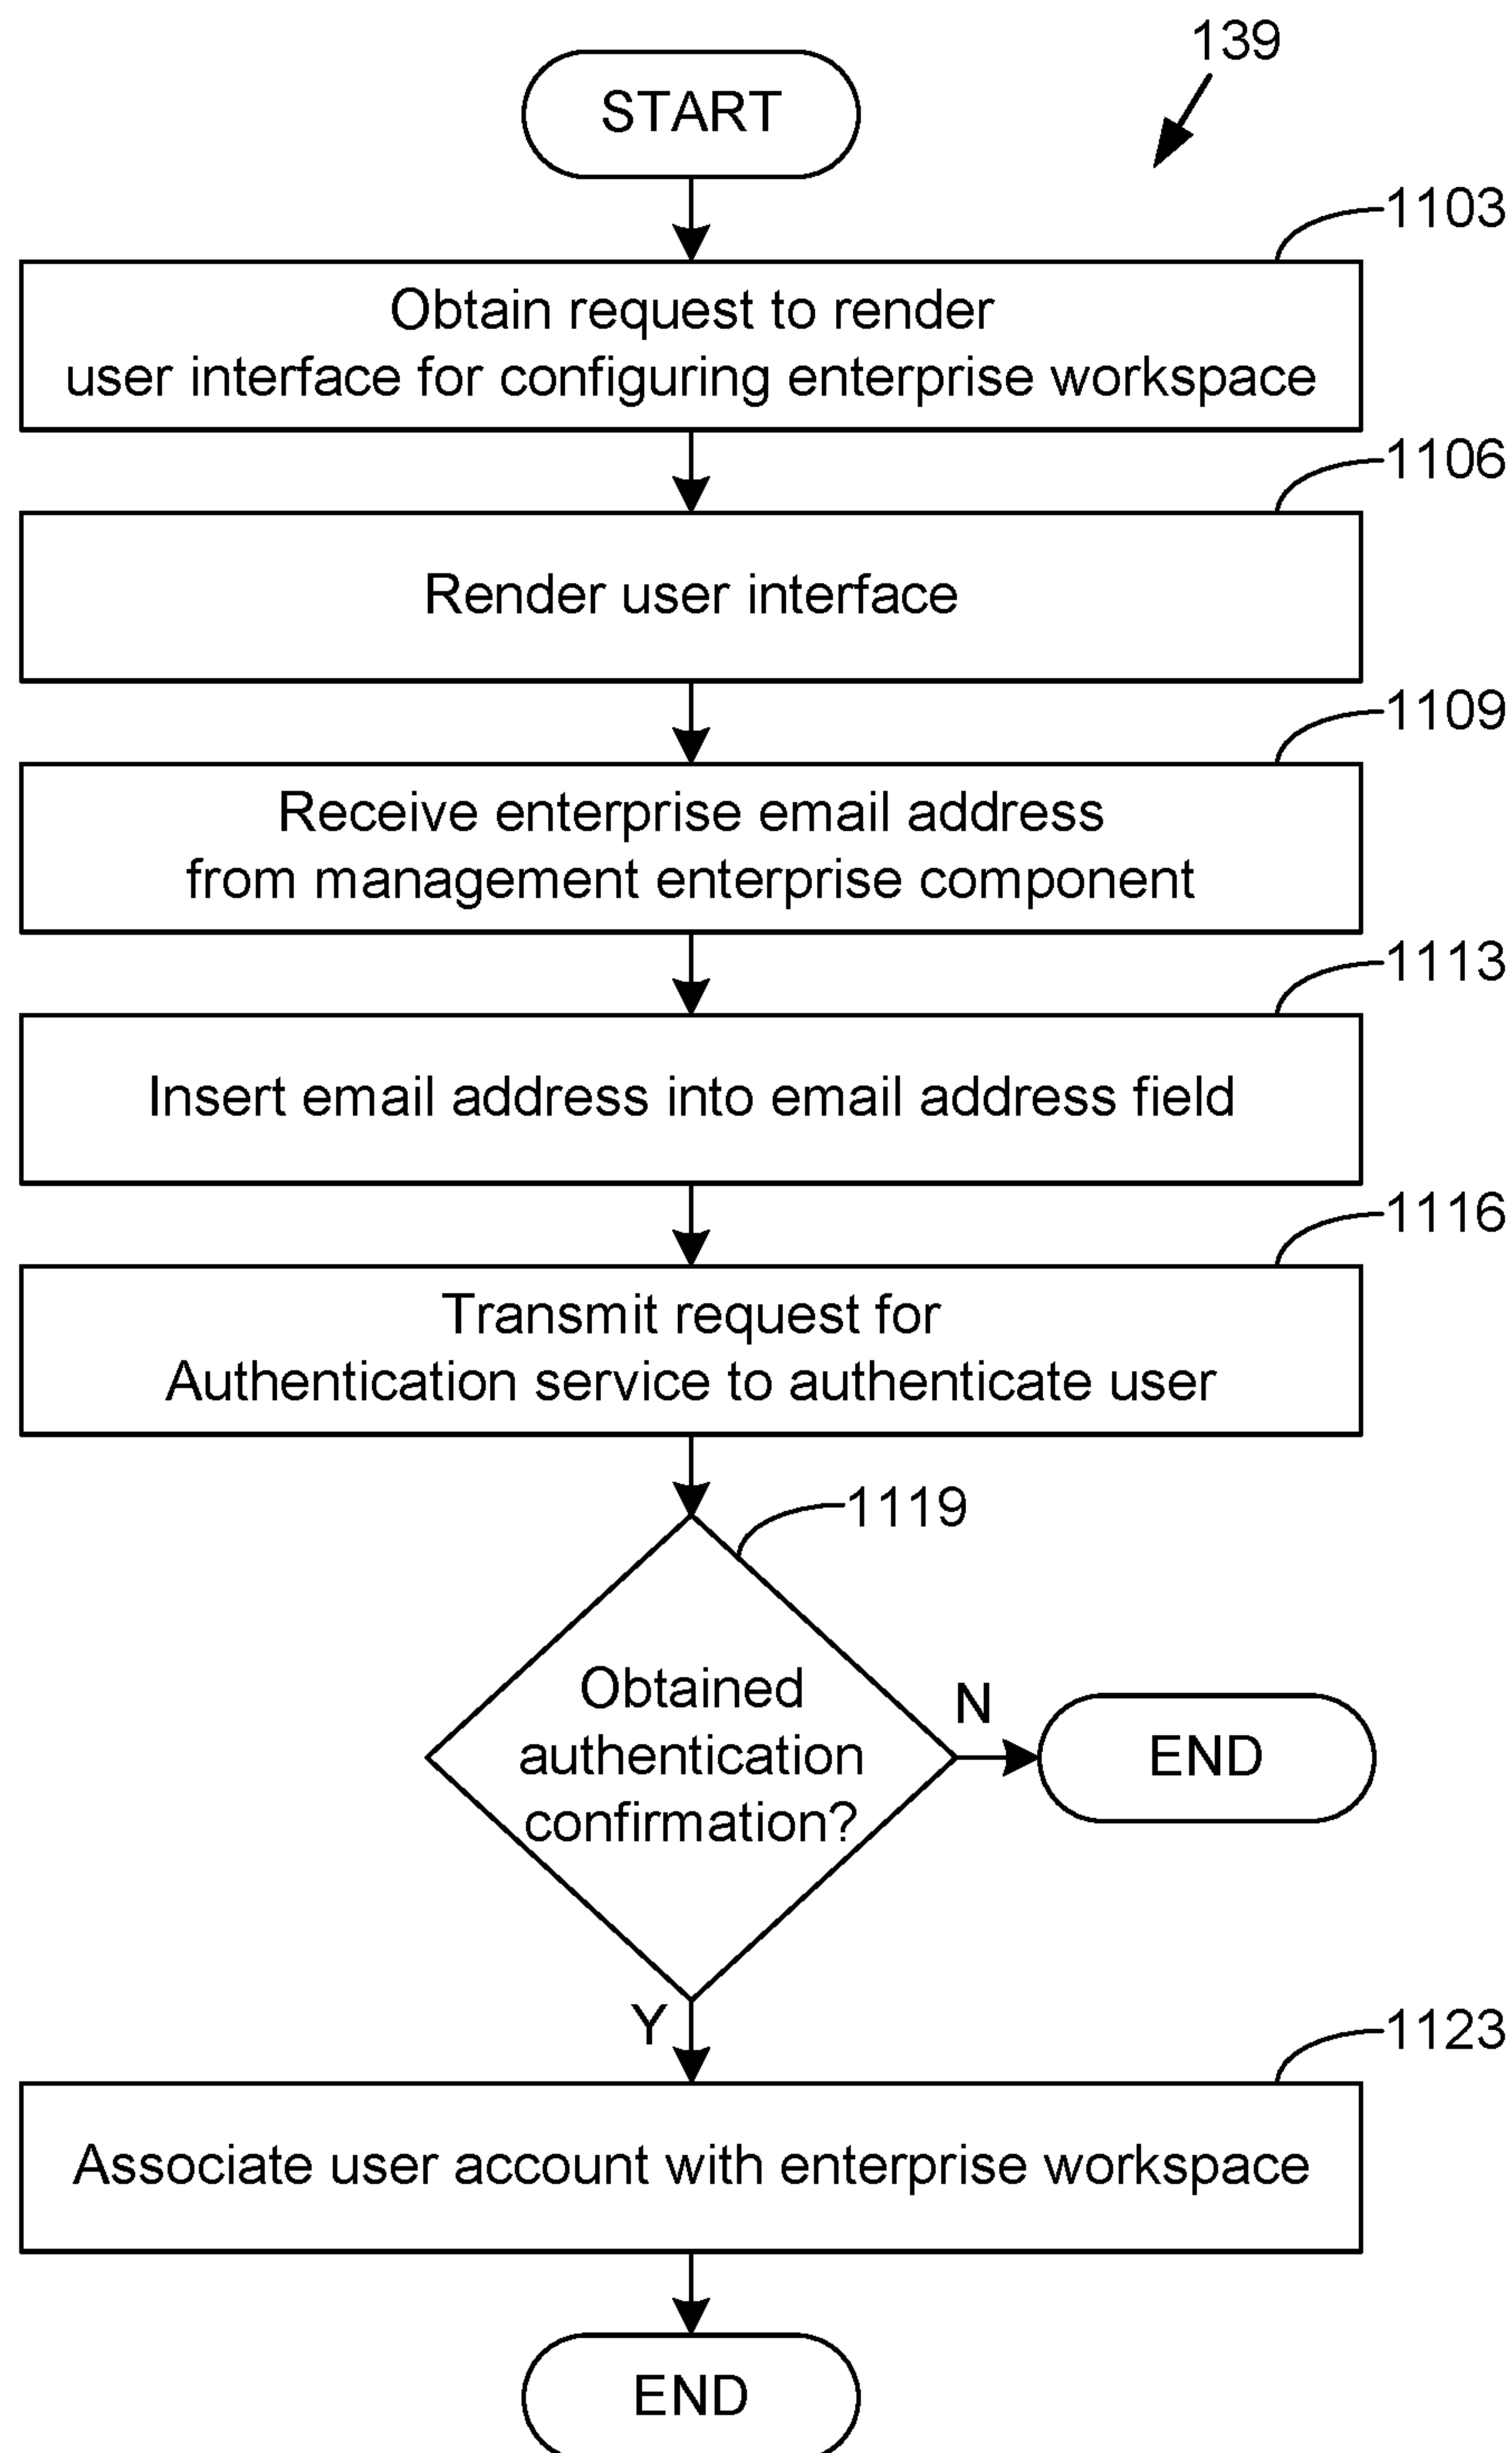 139
START
1103
Obtain request to render
user interface for configuring enterprise workspace
1106
Render user interface
1109
Receive enterprise email address
from management enterprise component
1113
Insert email address into email address field
1116
Transmit request for
Authentication service to authenticate user
1119
Obtained
authentication
confirmation?
N
END
Y
1123
Associate user account with enterprise workspace
END